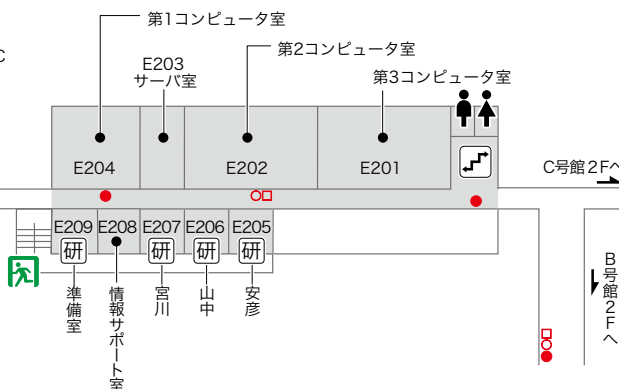 第1コンピュータ室
C
E203
サーバ室
第2コンピュータ室
第3コンピュータ室
E204
E202
E201
C号館2Fへ
E209
E208
E207
E206
E205
研
研
研
研
準備室
情報サポート室
宮川
山中
安彦
B号館2Fへ